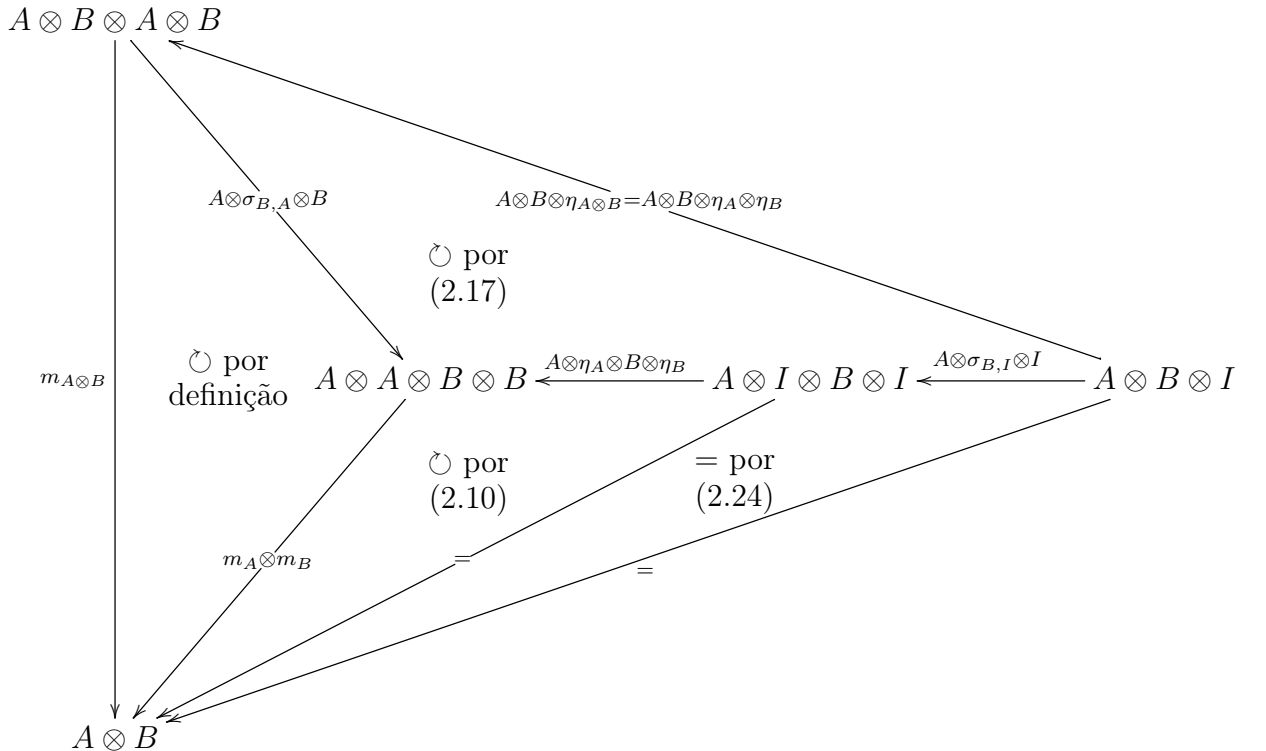 A ⊗ B ⊗ A ⊗ B
A⊗σ_{B,A}⊗B
A⊗B⊗η_{A⊗B}=A⊗B⊗η_A⊗η_B
↻ por
(2.17)
m_{A⊗B}
↻ por
definição
A ⊗ A ⊗ B ⊗ B
A⊗η_A⊗B⊗η_B
A ⊗ I ⊗ B ⊗ I
A⊗σ_{B,I}⊗I
A ⊗ B ⊗ I
↻ por
(2.10)
= por
(2.24)
m_A⊗m_B
=
=
A ⊗ B